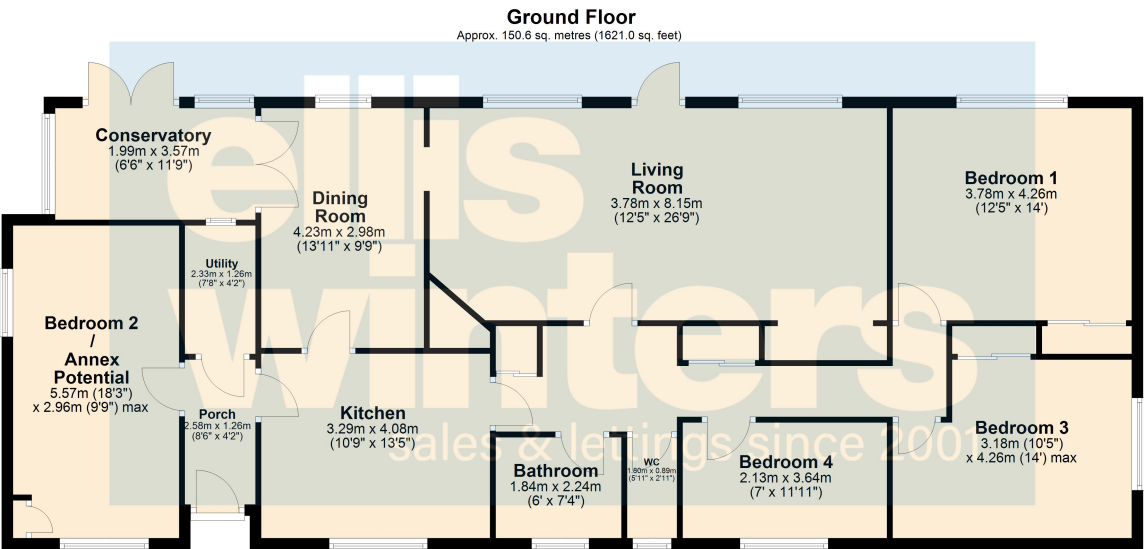 Ground Floor
Approx. 150.6 sq. metres (1621.0 sq. feet)
Conservatory
1.99m x 3.57m
(6'6" x 11'9")
Dining
Room
4.23m x 2.98m
(13'11" x 9'9")
Living
Room
3.78m x 8.15m
(12'5" x 26'9")
Bedroom 1
3.78m x 4.26m
(12'5" x 14')
Utility
2.33m x 1.26m
(7'8" x 4'2")
Bedroom 2
/
Annex
Potential
5.57m (18'3")
x 2.96m (9'9") max
Porch
2.58m x 1.26m
(8'6" x 4'2")
Kitchen
3.29m x 4.08m
(10'9" x 13'5")
Bathroom
1.84m x 2.24m
(6' x 7'4")
WC
1.80m x 0.89m
(5'11" x 2'11")
Bedroom 4
2.13m x 3.64m
(7' x 11'11")
Bedroom 3
3.18m (10'5")
x 4.26m (14') max
ellis
winters
sales & lettings since 2001